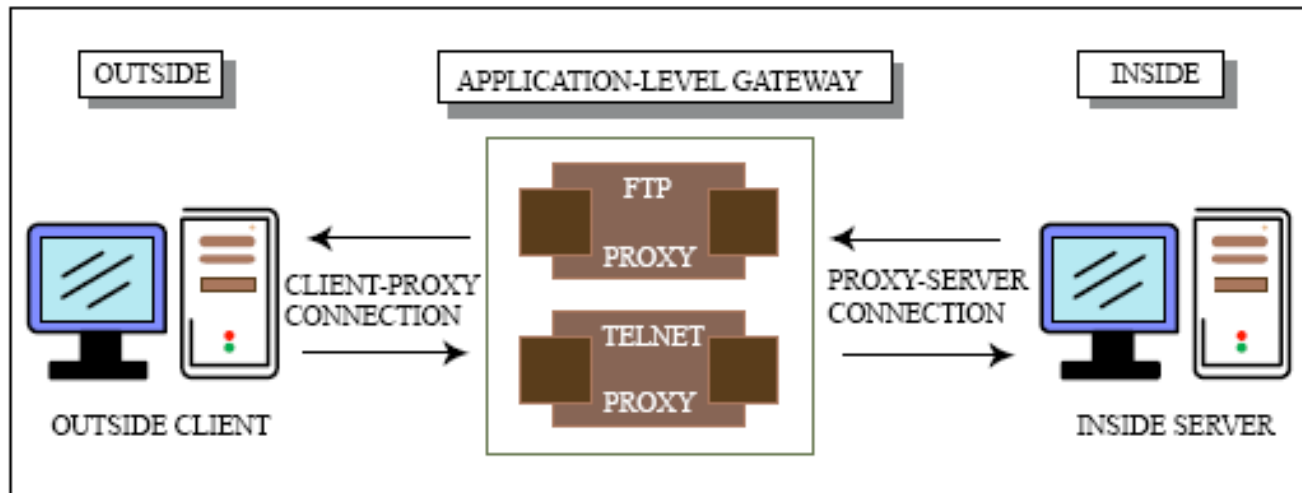 OUTSIDE
APPLICATION-LEVEL GATEWAY
INSIDE
FTP
PROXY
CLIENT-PROXY
CONNECTION
PROXY-SERVER
CONNECTION
TELNET
PROXY
OUTSIDE CLIENT
INSIDE SERVER